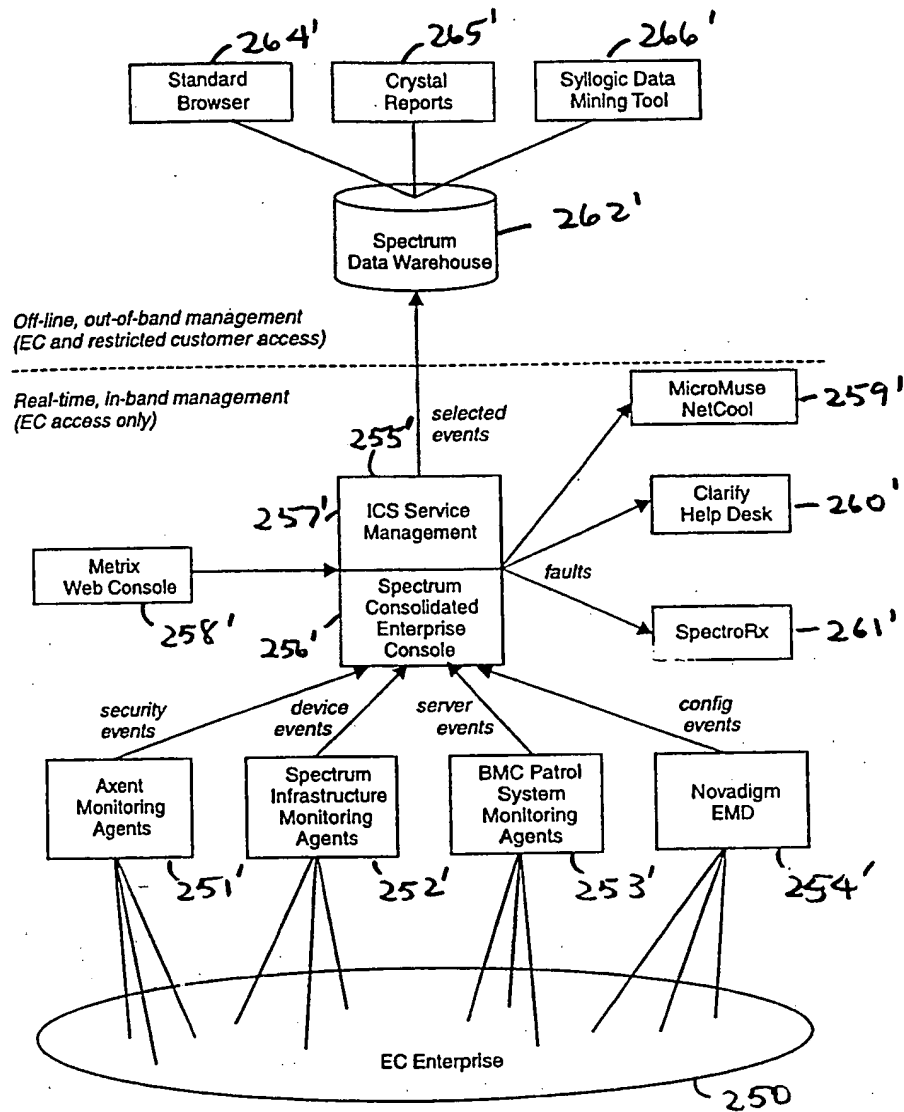 264'
265'
266'
Standard
Browser
Crystal
Reports
Syllogic Data
Mining Tool
262'
Spectrum
Data Warehouse
Off-line, out-of-band management
(EC and restricted customer access)
Real-time, in-band management
(EC access only)
selected
events
MicroMuse
NetCool
259'
255'
257'
ICS Service
Management
Clarify
Help Desk
260'
Metrix
Web Console
258'
256'
Spectrum
Consolidated
Enterprise
Console
faults
SpectroRx
261'
security
events
device
events
server
events
config
events
Axent
Monitoring
Agents
Spectrum
Infrastructure
Monitoring
Agents
BMC Patrol
System
Monitoring
Agents
Novadigm
EMD
251'
252'
253'
254'
EC Enterprise
250